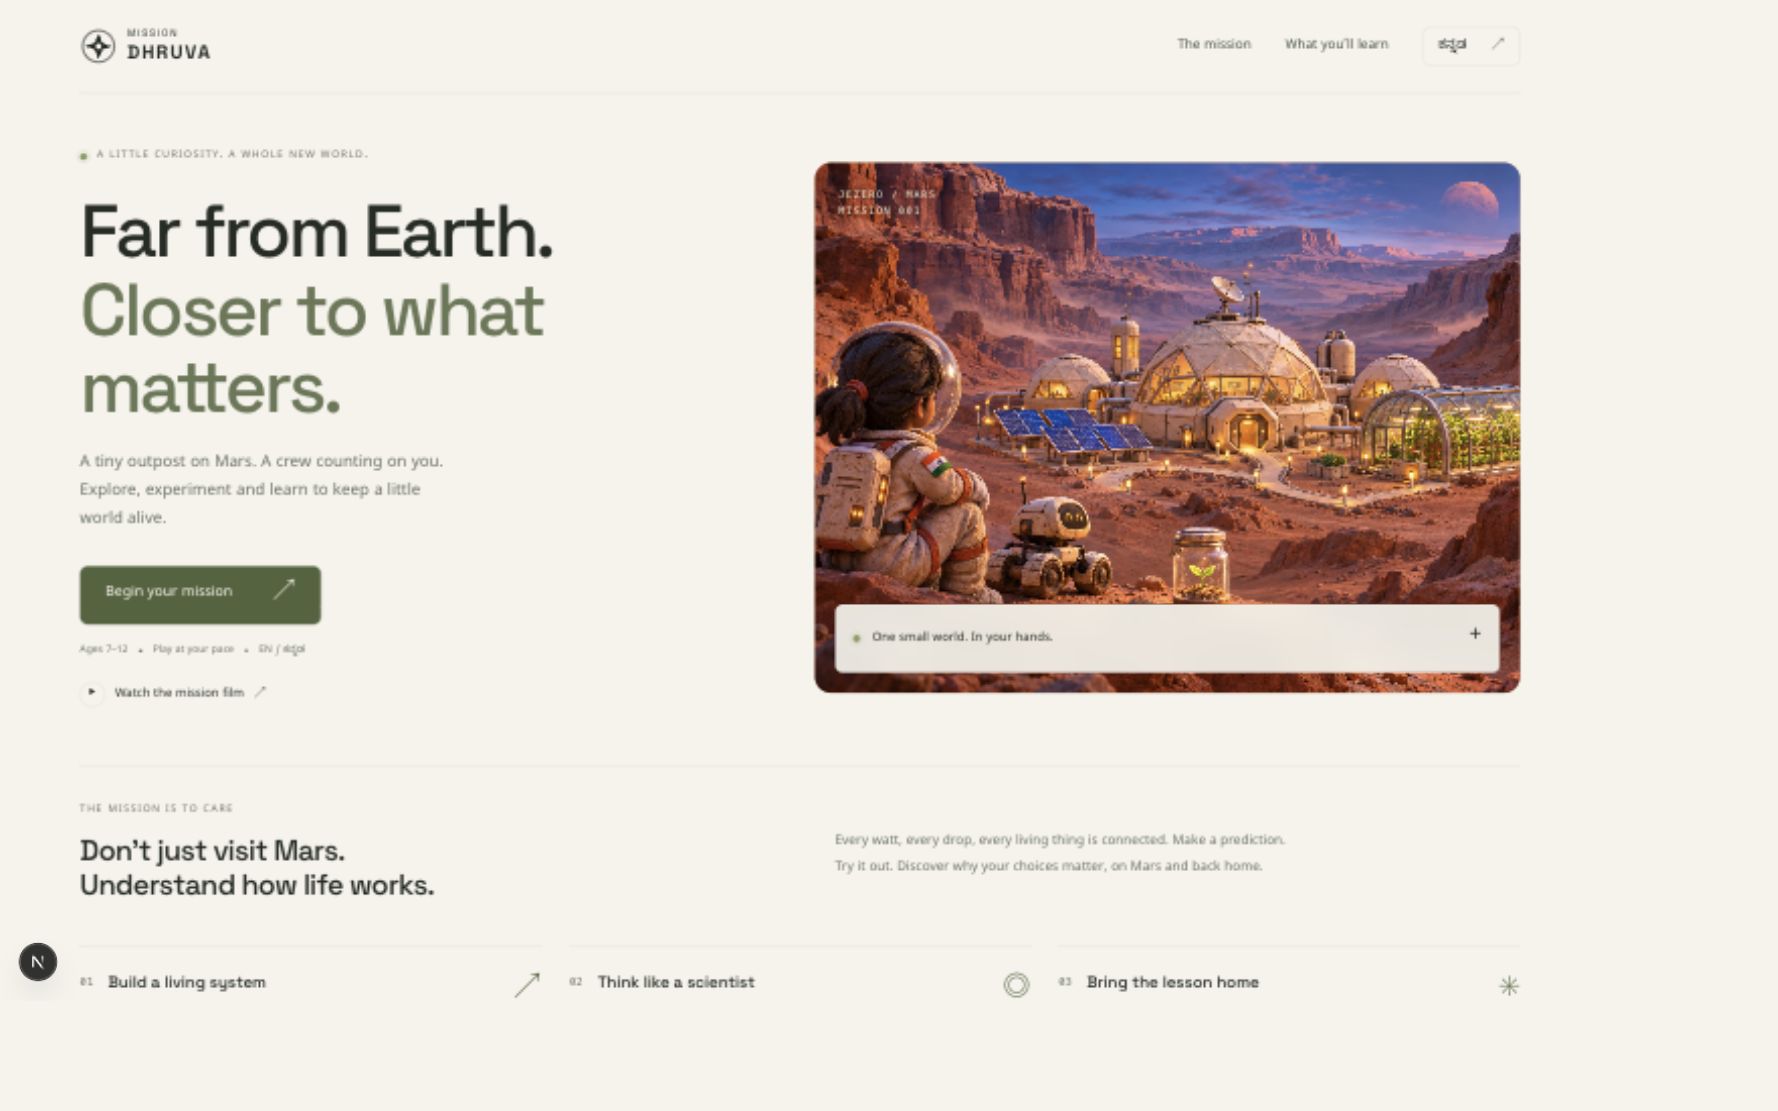 MISSION
DHRUVA
The mission
What you'll learn
ಕನ್ನಡ
A LITTLE CURIOSITY. A WHOLE NEW WORLD.
Far from Earth.
Closer to what
matters.
A tiny outpost on Mars. A crew counting on you.
Explore, experiment and learn to keep a little
world alive.
Begin your mission
Ages 7–12 • Play at your pace • EN / ಕನ್ನಡ
Watch the mission film
JEZERO / MARS
MISSION 001
One small world. In your hands.
THE MISSION IS TO CARE
Don't just visit Mars.
Understand how life works.
Every watt, every drop, every living thing is connected. Make a prediction.
Try it out. Discover why your choices matter, on Mars and back home.
01 Build a living system
02 Think like a scientist
03 Bring the lesson home
N